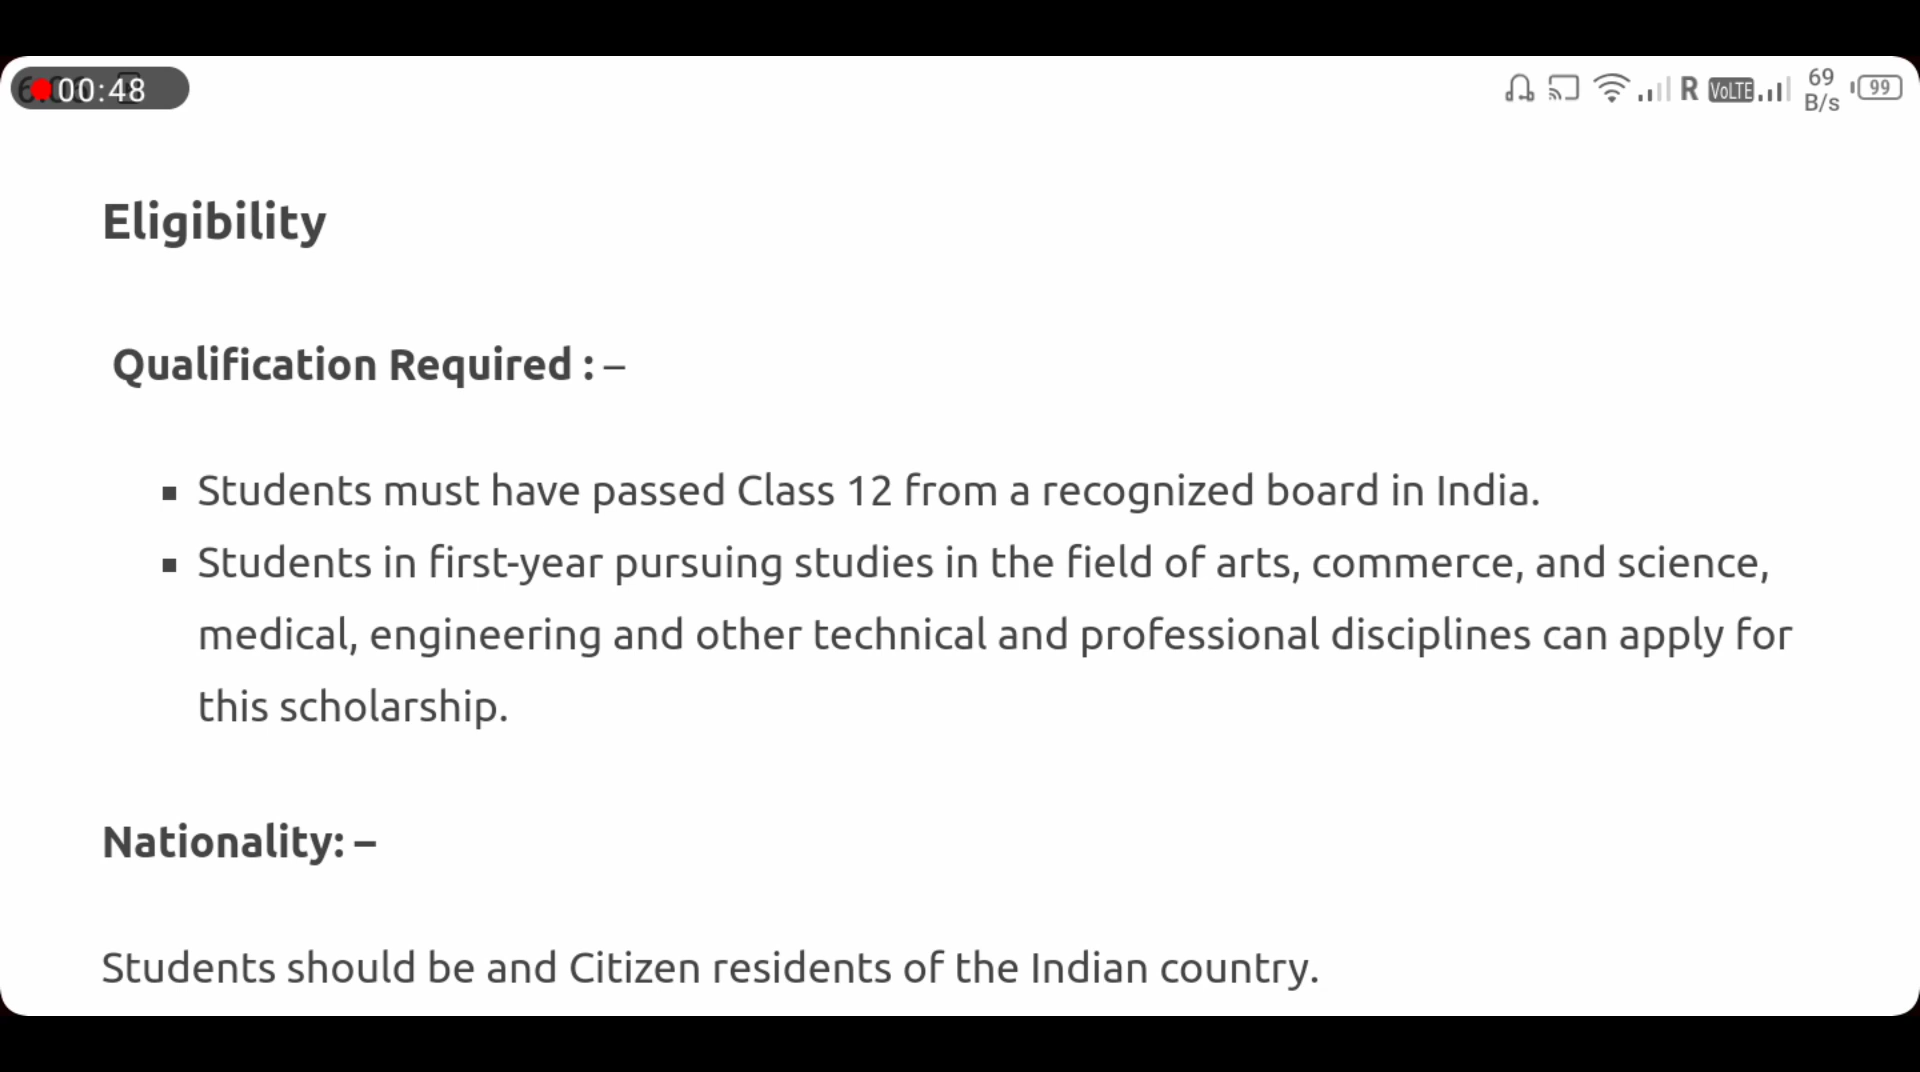 00:48 R VoLTE 69 B/s 99
Eligibility
Qualification Required : –
▪ Students must have passed Class 12 from a recognized board in India.
▪ Students in first-year pursuing studies in the field of arts, commerce, and science,
medical, engineering and other technical and professional disciplines can apply for
this scholarship.
Nationality: –
Students should be and Citizen residents of the Indian country.